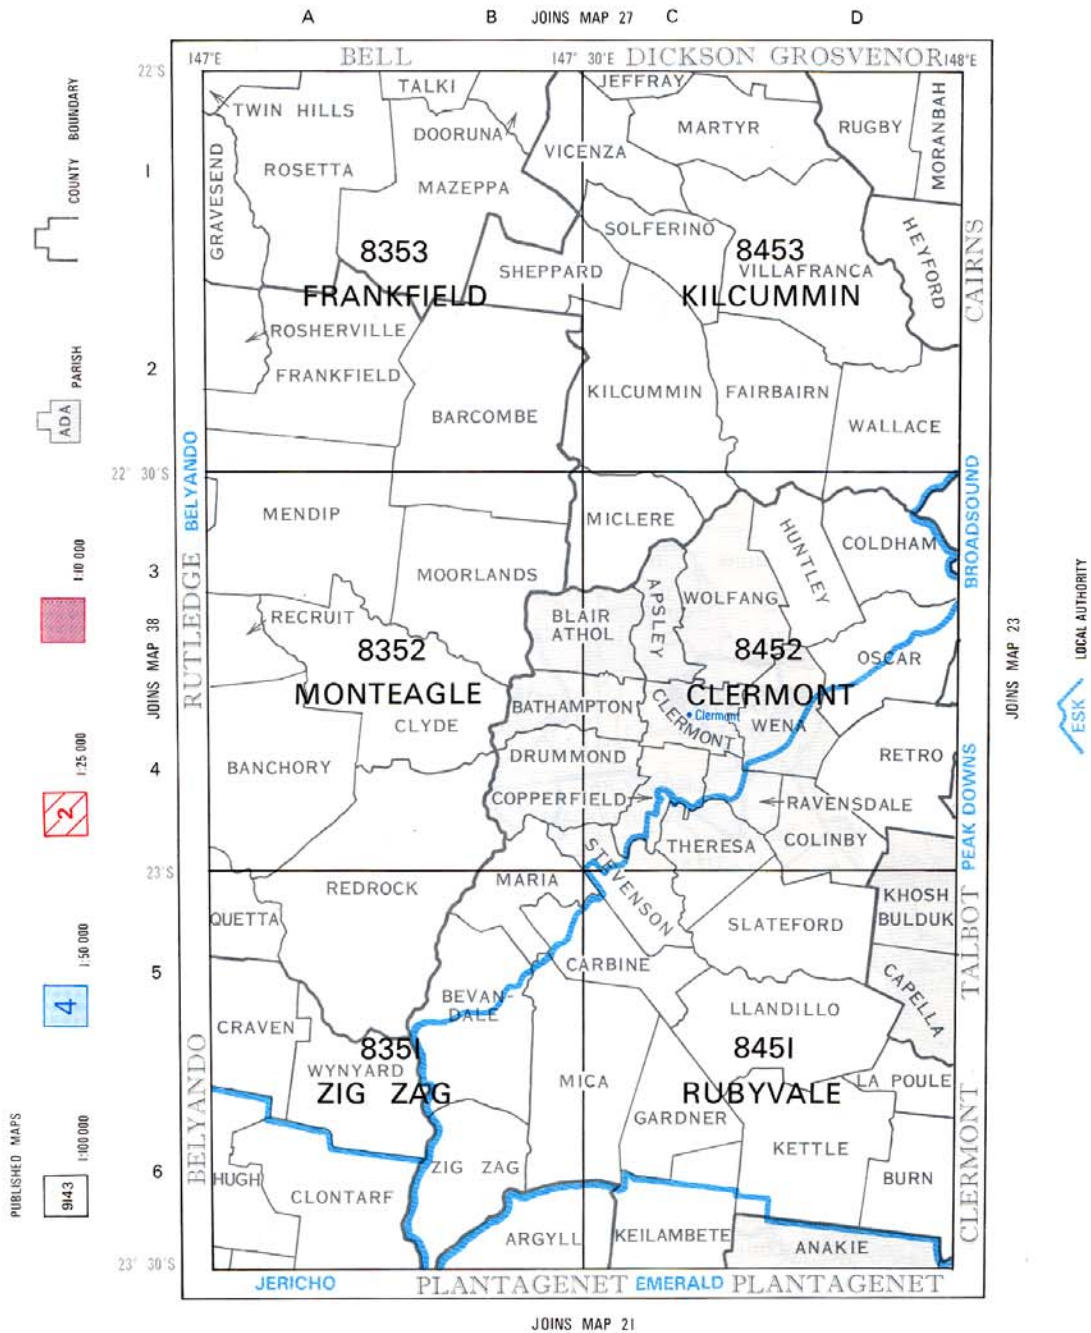 A B JOINS MAP 27 C D
147°E BELL 147° 30'E DICKSON GROSVENOR 148°E
22°S
TALKI
JEFFRAY
TWIN HILLS
DOORUNA
MARTYR
RUGBY
MORANBAH
VICENZA
1
ROSETTA
MAZEPPA
GRAVESEND
SOLFERINO
HEYFORD
8353
8453
SHEPPARD
VILLAFRANCA
FRANKFIELD
KILCUMMIN
CAIRNS
ROSHERVILLE
2
FRANKFIELD
KILCUMMIN
FAIRBAIRN
BARCOMBE
WALLACE
BELYANDO
22° 30'S
BROADSOUND
MENDIP
MICLERE
HUNTLEY
COLDHAM
3
MOORLANDS
APSLEY
WOLFANG
RUTLEDGE
RECRUIT
BLAIR
ATHOL
JOINS MAP 38
JOINS MAP 23
8352
8452
OSCAR
MONTEAGLE
CLERMONT
BATHAMPTON
CLERMONT
Clermont
WENA
CLYDE
4
BANCHORY
DRUMMOND
RETRO
COPPERFIELD
RAVENSDALE
PEAK DOWNS
STEVENSON
THERESA
COLINBY
23°S
REDROCK
MARIA
KHOSH
BULDUK
QUETTA
SLATEFORD
TALBOT
5
CARBINE
CAPELLA
BEVAN-
DALE
LLANDILLO
CRAVEN
8351
8451
WYNYARD
MICA
LA POULE
ZIG ZAG
RUBYVALE
BELYANDO
GARDNER
KETTLE
CLERMONT
6
HUGH
ZIG ZAG
BURN
CLONTARF
ARGYLL
KEILAMBETE
ANAKIE
23° 30'S
JERICHO PLANTAGENET EMERALD PLANTAGENET
JOINS MAP 21
COUNTY BOUNDARY
ADA
PARISH
1:10 000
2
1:25 000
4
1:50 000
PUBLISHED MAPS
9143
1:100 000
LOCAL AUTHORITY
ESK